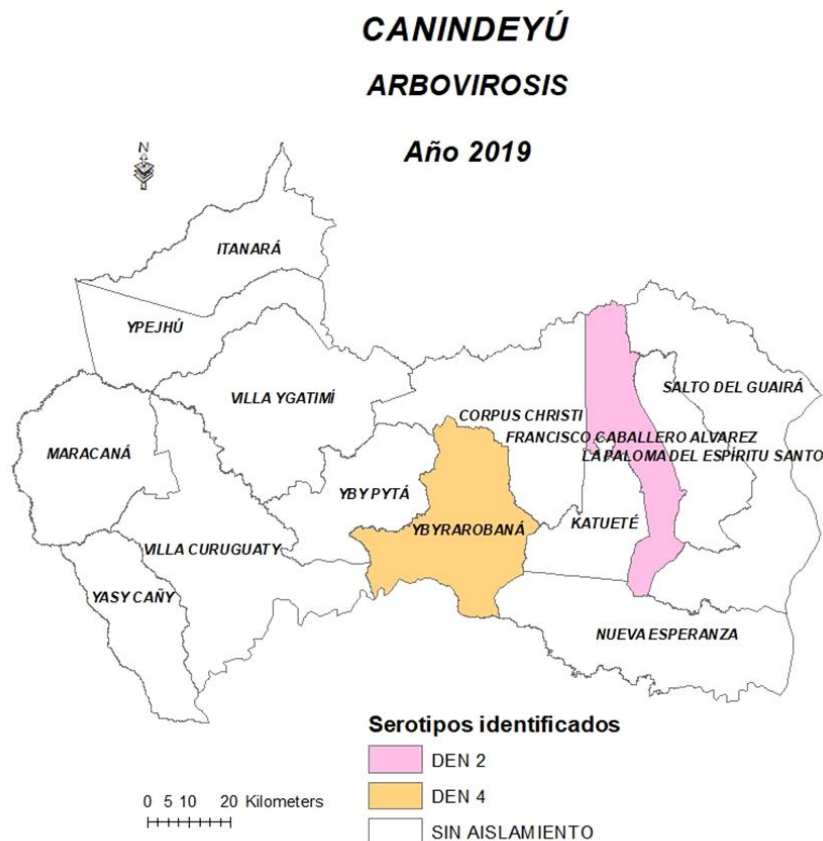 CANINDEYÚ
ARBOVIROSIS
Año 2019
N
ITANARÁ
YPEJHÚ
VILLA YGATIMÍ
SALTO DEL GUAIRÁ
CORPUS CHRISTI
MARACANÁ
FRANCISCO CABALLERO ALVAREZ
LA PALOMA DEL ESPÍRITU SANTO
YBY PYTÁ
YBYRAROBANÁ
KATUETÉ
VILLA CURUGUATY
YASY CAÑY
NUEVA ESPERANZA
Serotipos identificados
DEN 2
DEN 4
SIN AISLAMIENTO
0 5 10 20 Kilometers